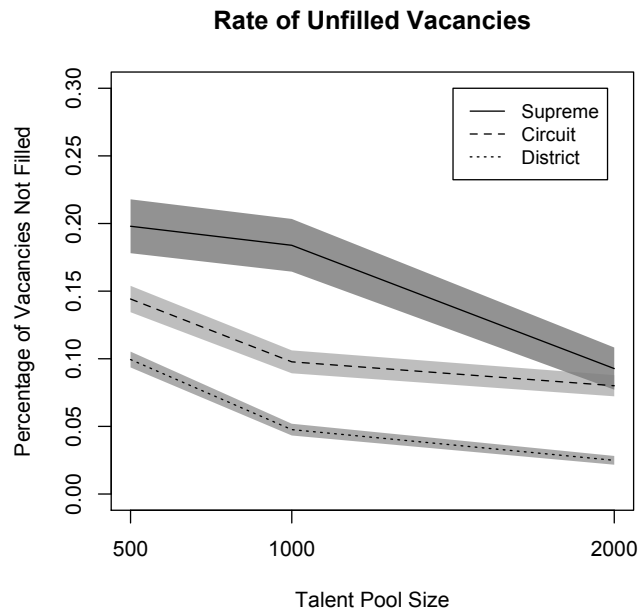 Rate of Unfilled Vacancies
Supreme
Circuit
District
Percentage of Vacancies Not Filled
0.30
0.25
0.20
0.15
0.10
0.05
0.00
500
1000
2000
Talent Pool Size